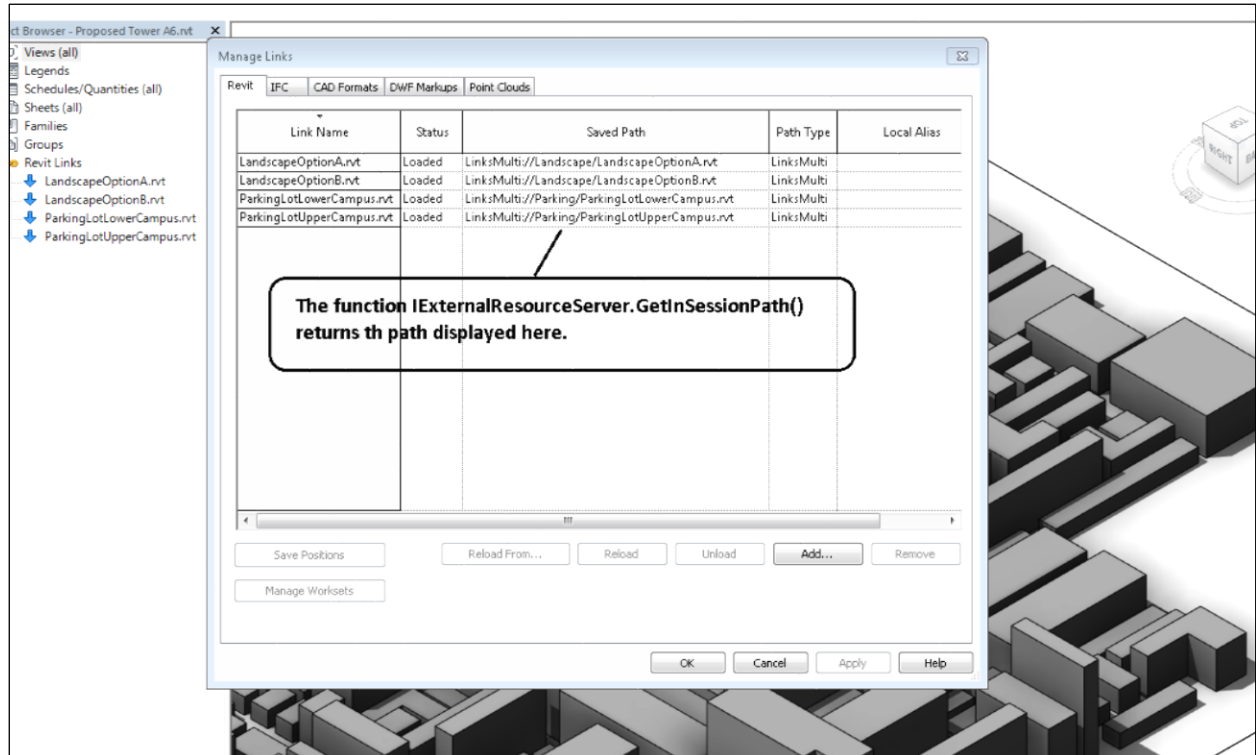 ct Browser - Proposed Tower A6.rvt
Views (all)
Legends
Schedules/Quantities (all)
Sheets (all)
Families
Groups
Revit Links
LandscapeOptionA.rvt
LandscapeOptionB.rvt
ParkingLotLowerCampus.rvt
ParkingLotUpperCampus.rvt
Manage Links
Revit IFC CAD Formats DWF Markups Point Clouds
Link Name Status Saved Path Path Type Local Alias
LandscapeOptionA.rvt Loaded LinksMulti://Landscape/LandscapeOptionA.rvt LinksMulti
LandscapeOptionB.rvt Loaded LinksMulti://Landscape/LandscapeOptionB.rvt LinksMulti
ParkingLotLowerCampus.rvt Loaded LinksMulti://Parking/ParkingLotLowerCampus.rvt LinksMulti
ParkingLotUpperCampus.rvt Loaded LinksMulti://Parking/ParkingLotUpperCampus.rvt LinksMulti
The function IExternalResourceServer.GetInSessionPath()
returns th path displayed here.
Save Positions Reload From... Reload Unload Add... Remove
Manage Worksets
OK Cancel Apply Help
TOP
RIGHT